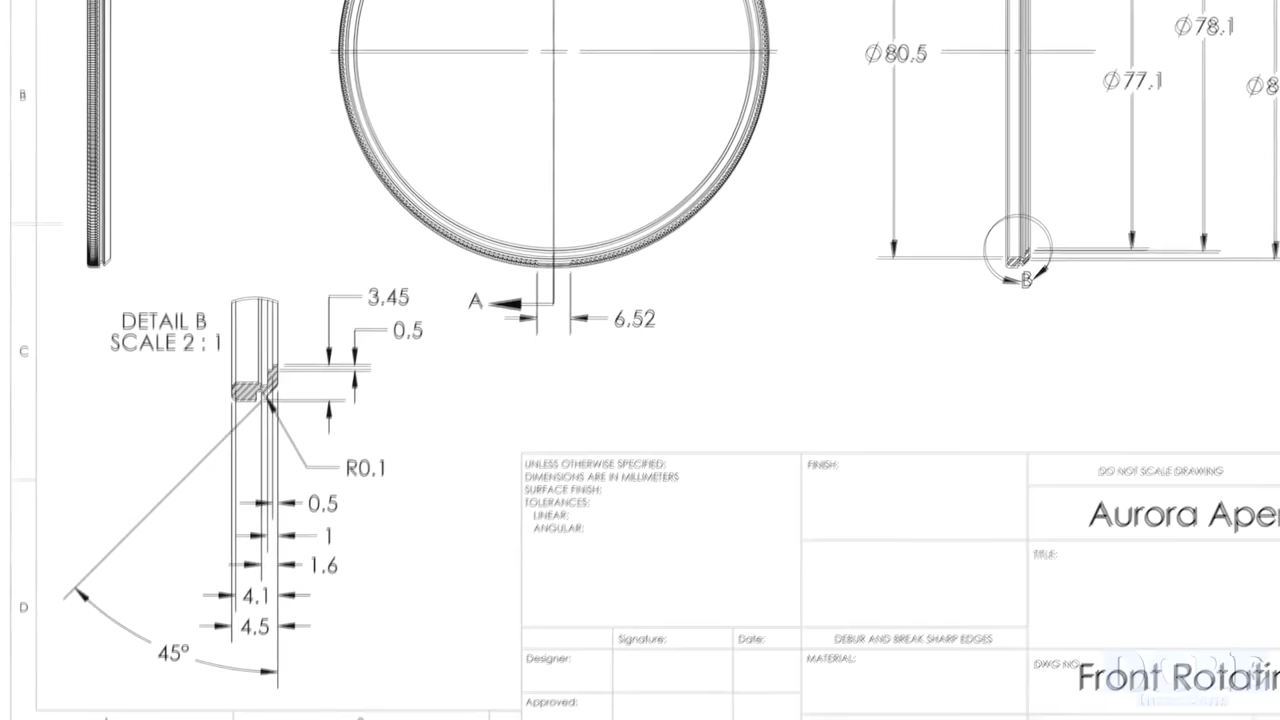 B
Ø80.5
Ø77.1
Ø78.1
Ø8
B
A
6.52
DETAIL B
SCALE 2 : 1
3.45
0.5
R0.1
0.5
1
1.6
4.1
4.5
45°
C
D
UNLESS OTHERWISE SPECIFIED:
DIMENSIONS ARE IN MILLIMETERS
SURFACE FINISH:
TOLERANCES:
LINEAR:
ANGULAR:
FINISH:
DO NOT SCALE DRAWING
Aurora Aper
TITLE:
Signature:
Date:
DEBUR AND BREAK SHARP EDGES
Designer:
MATERIAL:
DWG NO.
Front Rotatin
Approved: